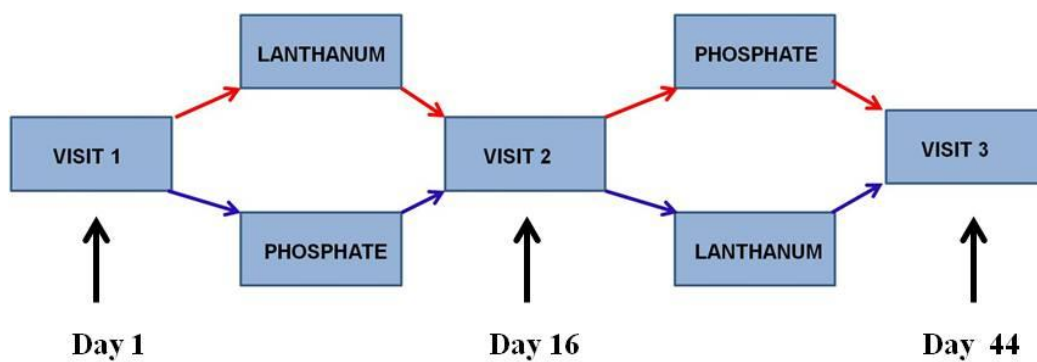 LANTHANUM
PHOSPHATE
VISIT 1
VISIT 2
VISIT 3
PHOSPHATE
LANTHANUM
Day 1
Day 16
Day 44